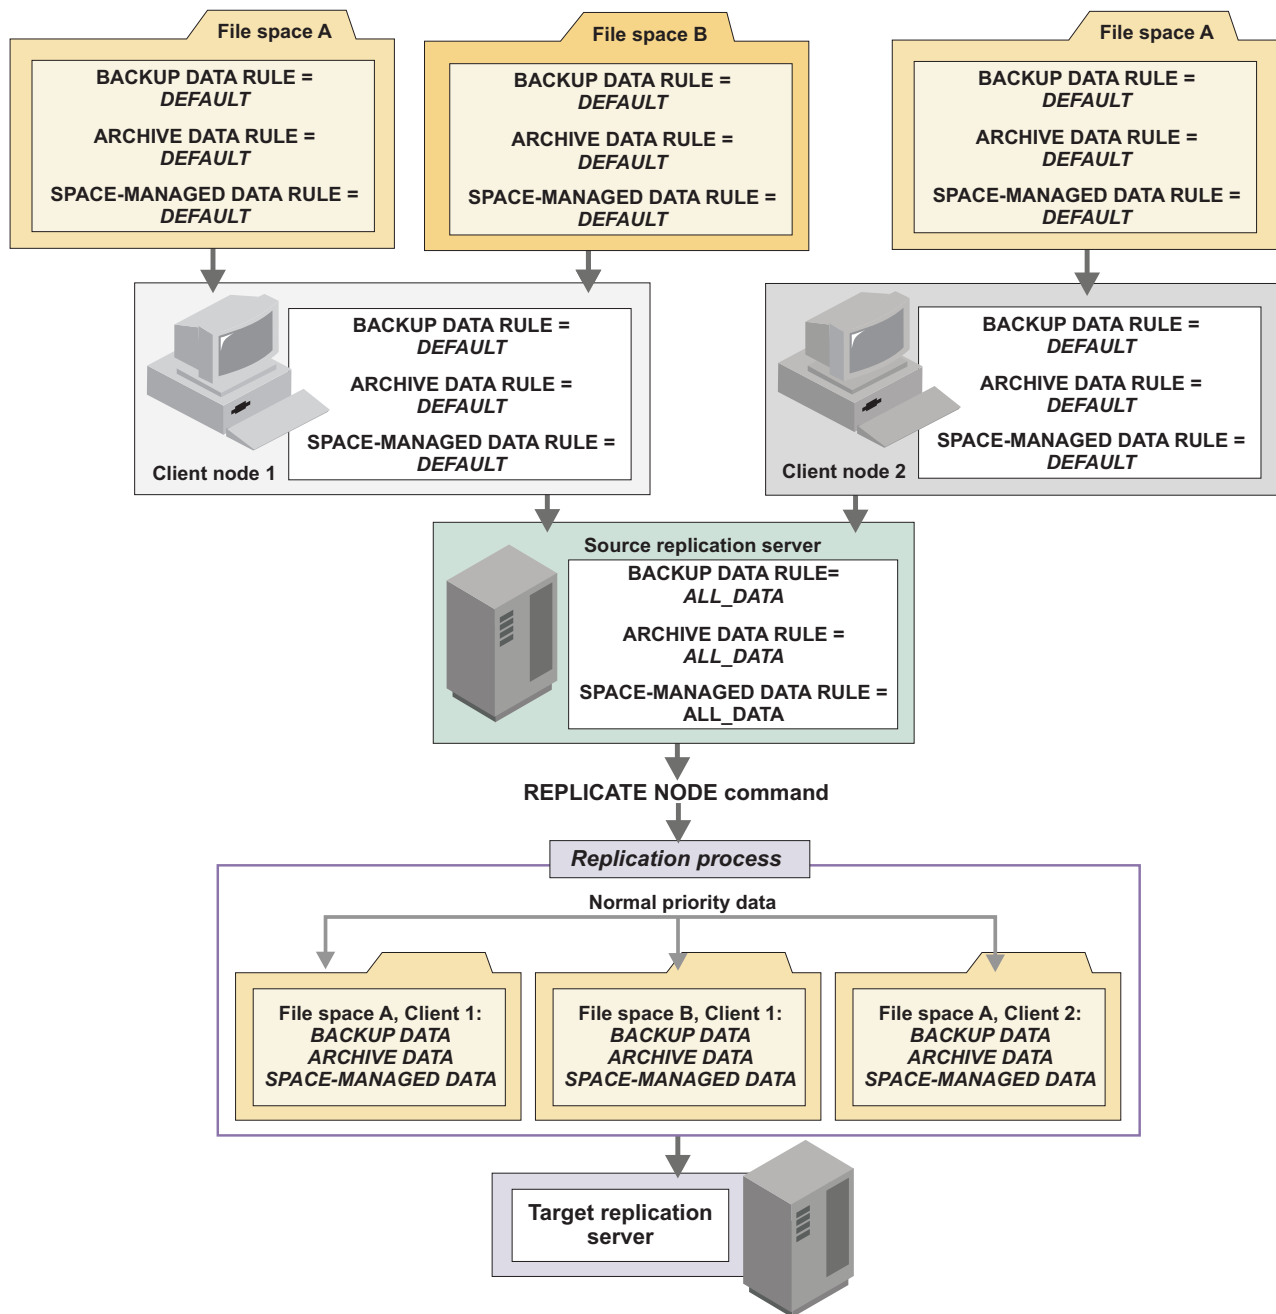 File space A
BACKUP DATA RULE =
DEFAULT
ARCHIVE DATA RULE =
DEFAULT
SPACE-MANAGED DATA RULE =
DEFAULT
File space B
BACKUP DATA RULE =
DEFAULT
ARCHIVE DATA RULE =
DEFAULT
SPACE-MANAGED DATA RULE =
DEFAULT
File space A
BACKUP DATA RULE =
DEFAULT
ARCHIVE DATA RULE =
DEFAULT
SPACE-MANAGED DATA RULE =
DEFAULT
BACKUP DATA RULE =
DEFAULT
ARCHIVE DATA RULE =
DEFAULT
SPACE-MANAGED DATA RULE =
DEFAULT
Client node 1
BACKUP DATA RULE =
DEFAULT
ARCHIVE DATA RULE =
DEFAULT
SPACE-MANAGED DATA RULE =
DEFAULT
Client node 2
Source replication server
BACKUP DATA RULE=
ALL_DATA
ARCHIVE DATA RULE =
ALL_DATA
SPACE-MANAGED DATA RULE =
ALL_DATA
REPLICATE NODE command
Replication process
Normal priority data
File space A, Client 1:
BACKUP DATA
ARCHIVE DATA
SPACE-MANAGED DATA
File space B, Client 1:
BACKUP DATA
ARCHIVE DATA
SPACE-MANAGED DATA
File space A, Client 2:
BACKUP DATA
ARCHIVE DATA
SPACE-MANAGED DATA
Target replication
server